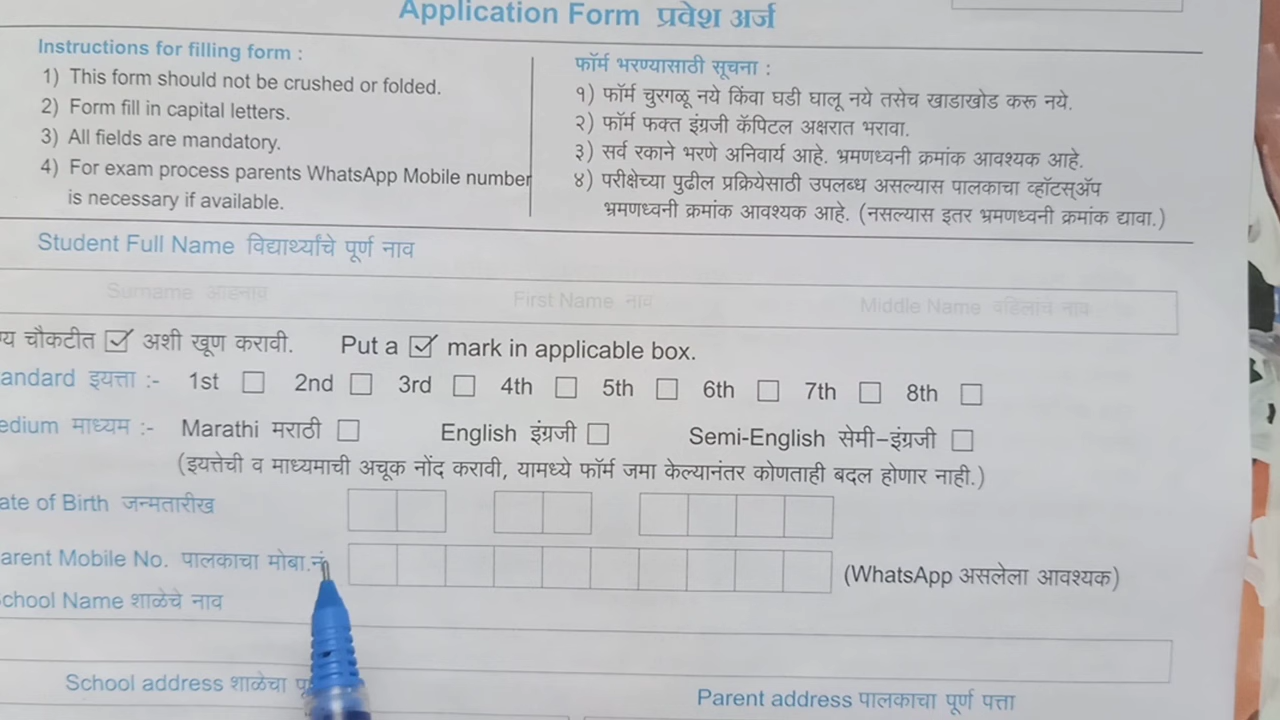 Application Form प्रवेश अर्ज
Instructions for filling form :
1) This form should not be crushed or folded.
2) Form fill in capital letters.
3) All fields are mandatory.
4) For exam process parents WhatsApp Mobile number
is necessary if available.
फॉर्म भरण्यासाठी सूचना :
१) फॉर्म चुरगळू नये किंवा घडी घालू नये तसेच खाडाखोड करू नये.
२) फॉर्म फक्त इंग्रजी कॅपिटल अक्षरात भरावा.
३) सर्व रकाने भरणे अनिवार्य आहे. भ्रमणध्वनी क्रमांक आवश्यक आहे.
४) परीक्षेच्या पुढील प्रक्रियेसाठी उपलब्ध असल्यास पालकाचा व्हॉटस्ॲप
भ्रमणध्वनी क्रमांक आवश्यक आहे. (नसल्यास इतर भ्रमणध्वनी क्रमांक द्यावा.)
Student Full Name विद्यार्थ्यांचे पूर्ण नाव
Surname आडनाव First Name नाव Middle Name वडिलांचे नाव
य चौकटीत अशी खूण करावी. Put a mark in applicable box.
andard इयत्ता :- 1st 2nd 3rd 4th 5th 6th 7th 8th
edium माध्यम :- Marathi मराठी English इंग्रजी Semi-English सेमी-इंग्रजी
(इयत्तेची व माध्यमाची अचूक नोंद करावी, यामध्ये फॉर्म जमा केल्यानंतर कोणताही बदल होणार नाही.)
ate of Birth जन्मतारीख
arent Mobile No. पालकाचा मोबा.नं (WhatsApp असलेला आवश्यक)
chool Name शाळेचे नाव
School address शाळेचा Parent address पालकाचा पूर्ण पत्ता